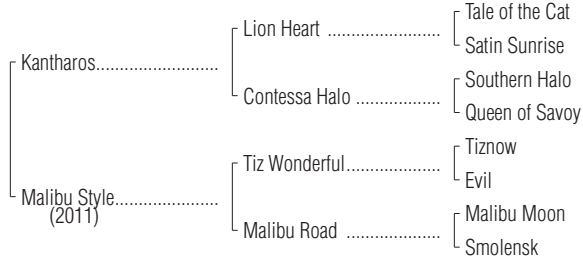 Tale of the Cat
Lion Heart ......................
Satin Sunrise
Kantharos........................
Southern Halo
Contessa Halo .................
Queen of Savoy
Tiznow
Tiz Wonderful...................
Evil
Malibu Style.....................
(2011)
Malibu Moon
Malibu Road ...................
Smolensk